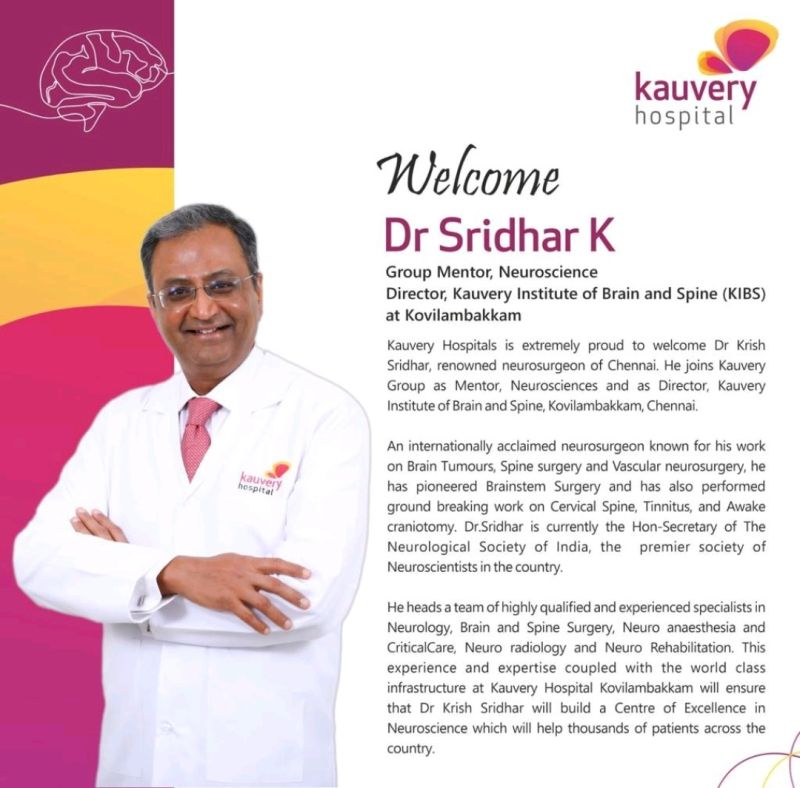 kauvery
hospital
Welcome
Dr Sridhar K
Group Mentor, Neuroscience
Director, Kauvery Institute of Brain and Spine (KIBS)
at Kovilambakkam
Kauvery Hospitals is extremely proud to welcome Dr Krish
Sridhar, renowned neurosurgeon of Chennai. He joins Kauvery
Group as Mentor, Neurosciences and as Director, Kauvery
Institute of Brain and Spine, Kovilambakkam, Chennai.
An internationally acclaimed neurosurgeon known for his work
on Brain Tumours, Spine surgery and Vascular neurosurgery, he
has pioneered Brainstem Surgery and has also performed
ground breaking work on Cervical Spine, Tinnitus, and Awake
craniotomy. Dr.Sridhar is currently the Hon-Secretary of The
Neurological Society of India, the premier society of
Neuroscientists in the country.
He heads a team of highly qualified and experienced specialists in
Neurology, Brain and Spine Surgery, Neuro anaesthesia and
CriticalCare, Neuro radiology and Neuro Rehabilitation. This
experience and expertise coupled with the world class
infrastructure at Kauvery Hospital Kovilambakkam will ensure
that Dr Krish Sridhar will build a Centre of Excellence in
Neuroscience which will help thousands of patients across the
country.
kauvery
hospital